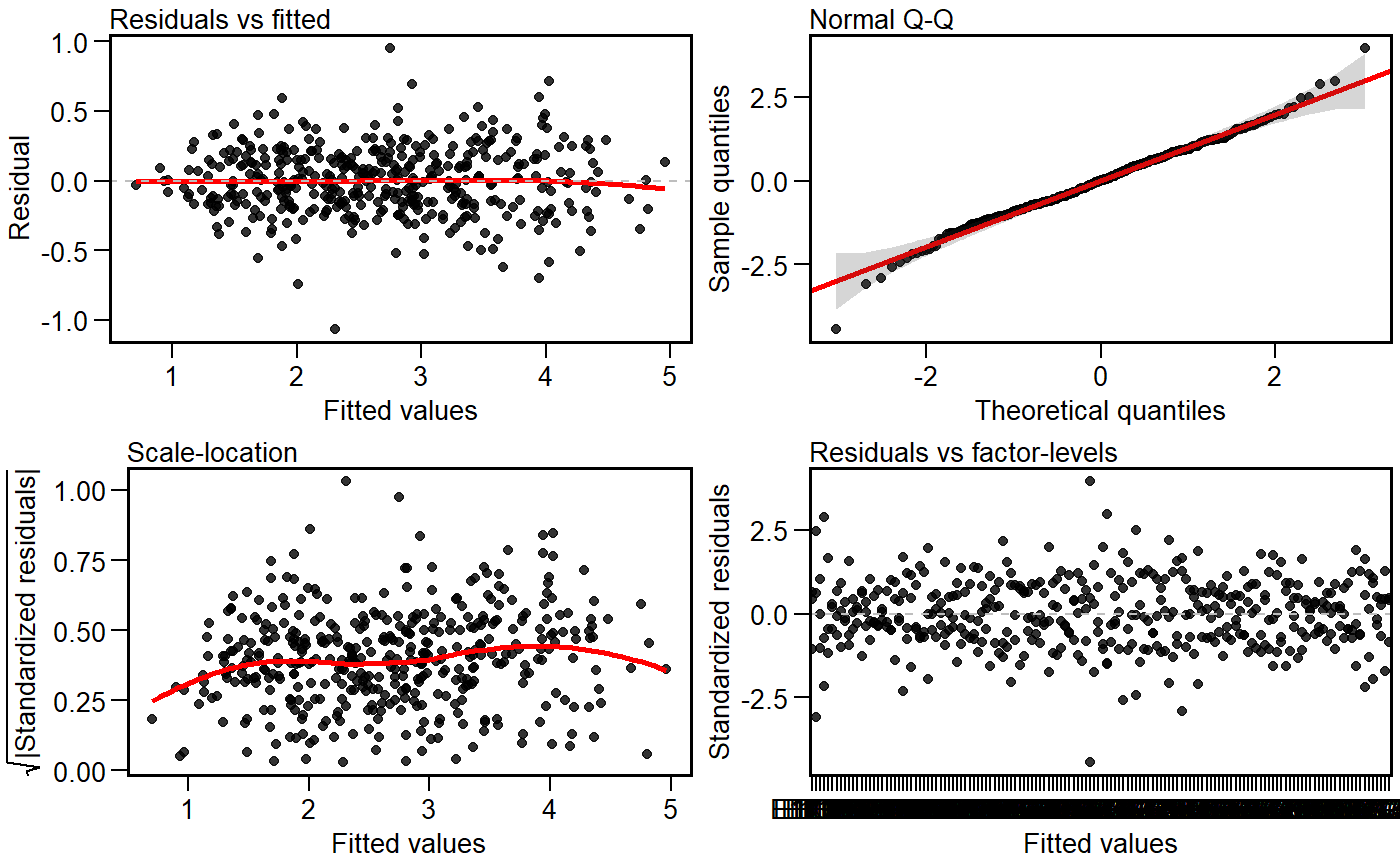 Residuals vs fitted
Residual
1.0
0.5
0.0
-0.5
-1.0
1 2 3 4 5
Fitted values
Normal Q-Q
Sample quantiles
2.5
0.0
-2.5
-2 0 2
Theoretical quantiles
Scale-location
√|Standardized residuals|
1.00
0.75
0.50
0.25
0.00
1 2 3 4 5
Fitted values
Residuals vs factor-levels
Standardized residuals
2.5
0.0
-2.5
Fitted values